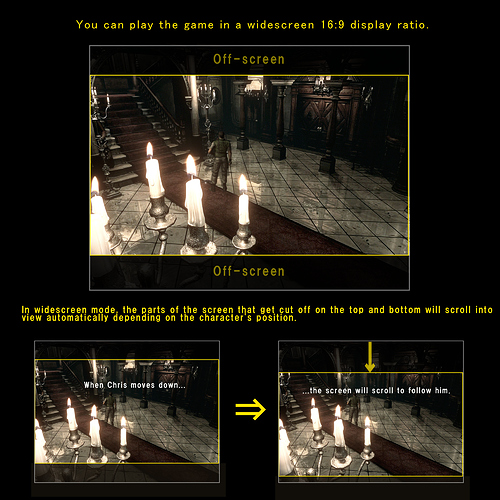 You can play the game in a widescreen 16:9 display ratio.
Off-screen
Off-screen
In widescreen mode, the parts of the screen that get cut off on the top and bottom will scroll into
view automatically depending on the character's position.
When Chris moves down...
...the screen will scroll to follow him.